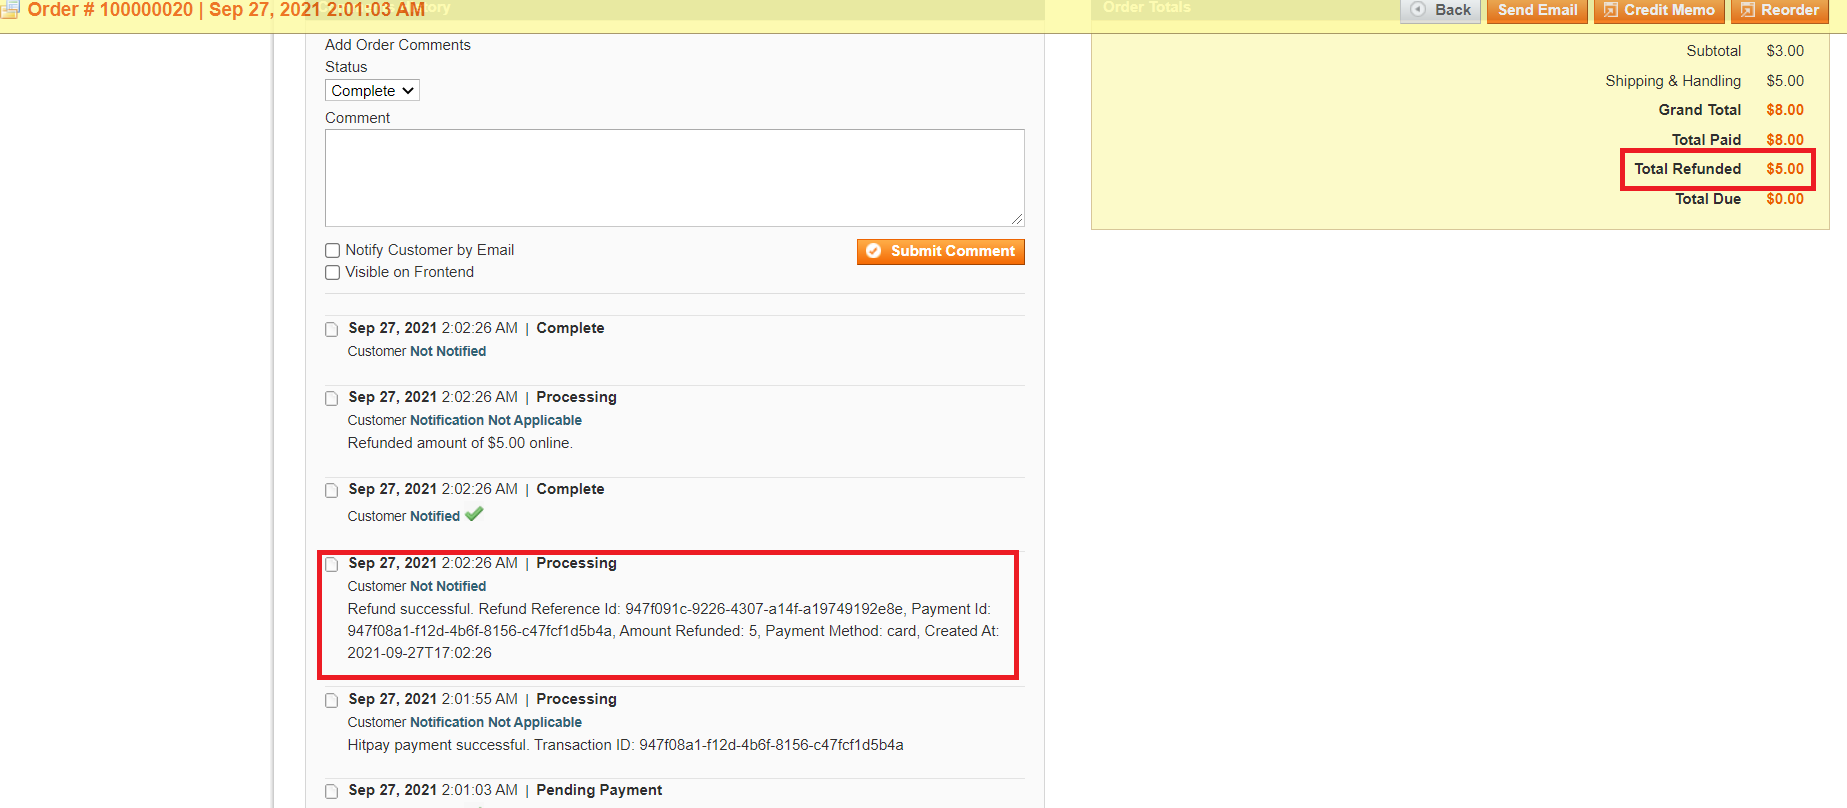 Order # 100000020 | Sep 27, 2021 2:01:03 AM
Order Totals
Back
Send Email
Credit Memo
Reorder
Add Order Comments
Status
Complete
Comment
Notify Customer by Email
Visible on Frontend
Submit Comment
Sep 27, 2021 2:02:26 AM | Complete
Customer Not Notified
Sep 27, 2021 2:02:26 AM | Processing
Customer Notification Not Applicable
Refunded amount of $5.00 online.
Sep 27, 2021 2:02:26 AM | Complete
Customer Notified
Sep 27, 2021 2:02:26 AM | Processing
Customer Not Notified
Refund successful. Refund Reference Id: 947f091c-9226-4307-a14f-a19749192e8e, Payment Id:
947f08a1-f12d-4b6f-8156-c47fcf1d5b4a, Amount Refunded: 5, Payment Method: card, Created At:
2021-09-27T17:02:26
Sep 27, 2021 2:01:55 AM | Processing
Customer Notification Not Applicable
Hitpay payment successful. Transaction ID: 947f08a1-f12d-4b6f-8156-c47fcf1d5b4a
Sep 27, 2021 2:01:03 AM | Pending Payment
Subtotal $3.00
Shipping & Handling $5.00
Grand Total $8.00
Total Paid $8.00
Total Refunded $5.00
Total Due $0.00